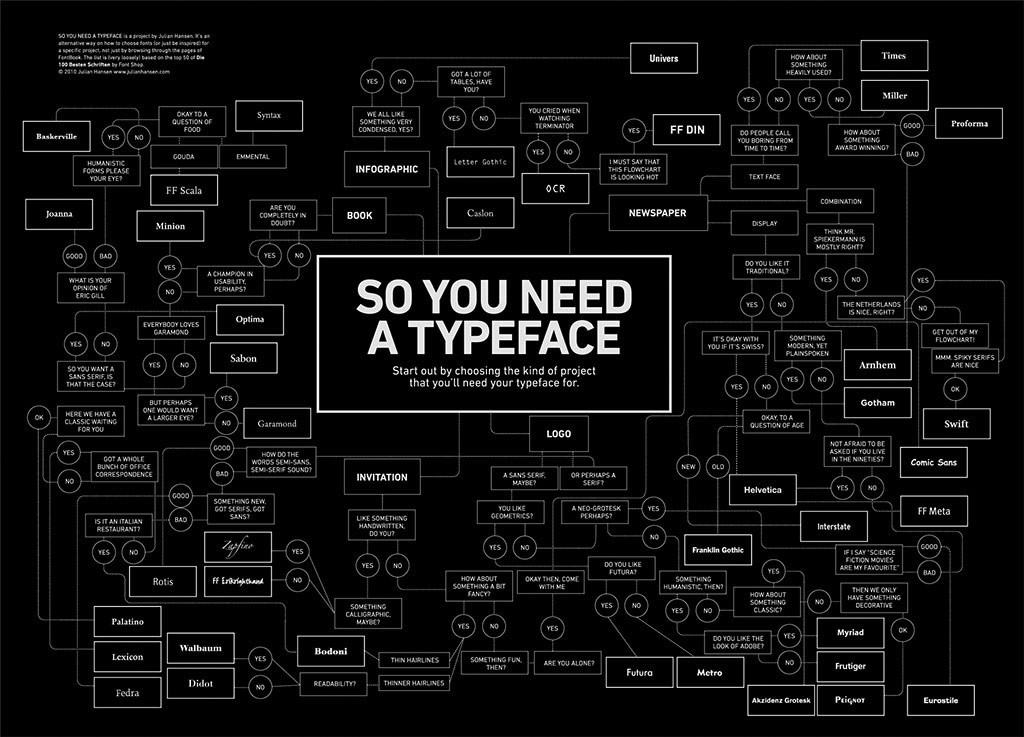 SO YOU NEED A TYPEFACE is a project by Julian Hansen. It's an
alternative way on how to choose fonts (or just be inspired) for
a specific project, not just by browsing through the pages of
FontBook. The list is (very loosely) based on the top 50 of Die
100 Besten Schriften by Font Shop.
© 2010 Julian Hansen www.julianhansen.com
Baskerville
YES
NO
OKAY TO A
QUESTION OF
FOOD
Syntax
GOUDA
EMMENTAL
HUMANISTIC
FORMS PLEASE
YOUR EYE?
FF Scala
Joanna
Minion
GOOD
BAD
WHAT IS YOUR
OPINION OF
ERIC GILL
YES
NO
ARE YOU
COMPLETELY
IN DOUBT?
BOOK
YES
NO
A CHAMPION IN
USABILITY,
PERHAPS?
EVERYBODY LOVES
GARAMOND
Optima
YES
NO
YES
NO
SO YOU WANT A
SANS SERIF, IS
THAT THE CASE?
Sabon
BUT PERHAPS
ONE WOULD WANT
A LARGER EYE?
YES
NO
Garamond
Univers
YES
NO
GOT A LOT OF
TABLES, HAVE
YOU?
WE ALL LIKE
SOMETHING VERY
CONDENSED, YES?
YES
NO
YOU CRIED WHEN
WATCHING
TERMINATOR
INFOGRAPHIC
Letter Gothic
YES
NO
OCR
YES
FF DIN
I MUST SAY THAT
THIS FLOWCHART
IS LOOKING HOT
Caslon
NEWSPAPER
HOW ABOUT
SOMETHING
HEAVILY USED?
Times
YES
NO
YES
NO
Miller
DO PEOPLE CALL
YOU BORING FROM
TIME TO TIME?
HOW ABOUT
SOMETHING
AWARD WINNING?
GOOD
BAD
Proforma
TEXT FACE
COMBINATION
DISPLAY
THINK MR.
SPIEKERMANN IS
MOSTLY RIGHT?
DO YOU LIKE IT
TRADITIONAL?
YES
NO
YES
NO
THE NETHERLANDS
IS NICE, RIGHT?
YES
NO
GET OUT OF MY
FLOWCHART!
YES
NO
IT'S OKAY WITH
YOU IF IT'S SWISS?
SOMETHING
MODERN, YET
PLAINSPOKEN
Arnhem
MMM. SPIKY SERIFS
ARE NICE
YES
NO
YES
NO
OK
Gotham
Swift
OKAY, TO A
QUESTION OF AGE
NOT AFRAID TO BE
ASKED IF YOU LIVE
IN THE NINETIES?
Comic Sans
NEW
OLD
Helvetica
YES
NO
FF Meta
Interstate
SO YOU NEED
A TYPEFACE
Start out by choosing the kind of project
that you'll need your typeface for.
OK
HERE WE HAVE A
CLASSIC WAITING
FOR YOU
YES
NO
GOT A WHOLE
BUNCH OF OFFICE
CORRESPONDENCE
GOOD
BAD
HOW DO THE
WORDS SEMI-SANS,
SEMI-SERIF SOUND?
GOOD
BAD
SOMETHING NEW,
GOT SERIFS, GOT
SANS?
IS IT AN ITALIAN
RESTAURANT?
YES
NO
Rotis
Zapfino
FF Erikrighthand
YES
NO
SOMETHING
CALLIGRAPHIC,
MAYBE?
Palatino
Lexicon
Fedra
Walbaum
Didot
YES
NO
READABILITY?
Bodoni
THIN HAIRLINES
THINNER HAIRLINES
INVITATION
LIKE SOMETHING
HANDWRITTEN,
DO YOU?
YES
NO
HOW ABOUT
SOMETHING A BIT
FANCY?
YES
NO
SOMETHING FUN,
THEN?
LOGO
A SANS SERIF,
MAYBE?
OR PERHAPS A
SERIF?
YOU LIKE
GEOMETRICS?
A NEO-GROTESK
PERHAPS?
YES
NO
YES
NO
OKAY THEN, COME
WITH ME
YES
ARE YOU ALONE?
DO YOU LIKE
FUTURA?
YES
NO
Futura
Metro
Franklin Gothic
SOMETHING
HUMANISTIC, THEN?
YES
NO
HOW ABOUT
SOMETHING
CLASSIC?
YES
NO
IF I SAY "SCIENCE
FICTION MOVIES
ARE MY FAVOURITE"
GOOD
BAD
THEN WE ONLY
HAVE SOMETHING
DECORATIVE
OK
DO YOU LIKE THE
LOOK OF ADOBE?
YES
NO
Myriad
Frutiger
Akzidenz Grotesk
Peignot
Eurostile